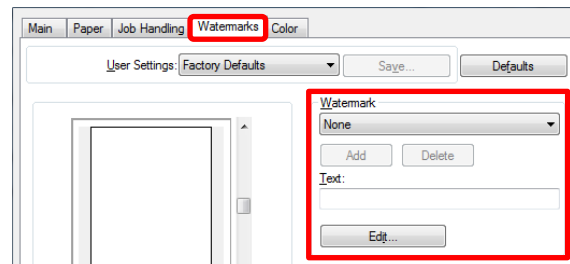 Main Paper Job Handling Watermarks Color
User Settings: Factory Defaults Save... Defaults
Watermark
None
Add Delete
Text:
Edit...